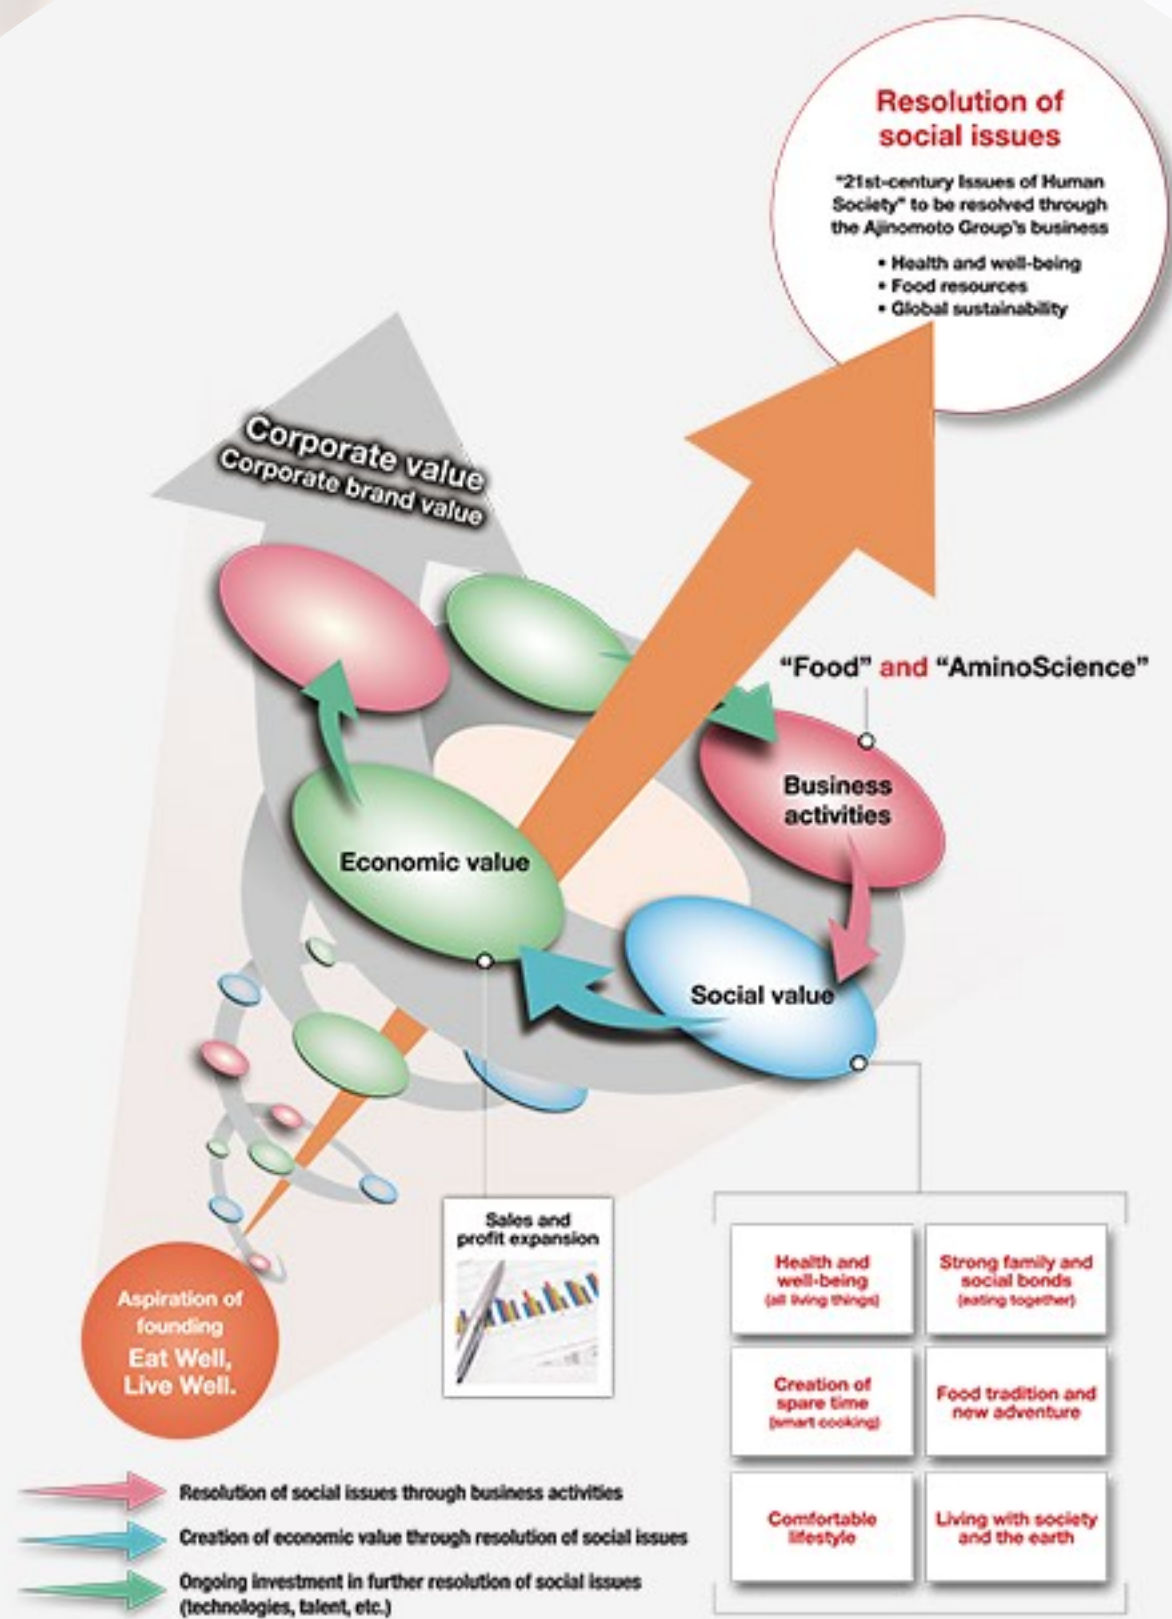 Resolution of
social issues
"21st-century Issues of Human
Society" to be resolved through
the Ajinomoto Group's business
• Health and well-being
• Food resources
• Global sustainability
Corporate value
Corporate brand value
"Food" and "AminoScience"
Business
activities
Economic value
Social value
Sales and
profit expansion
Health and
well-being
(all living things)
Strong family and
social bonds
(eating together)
Creation of
spare time
(smart cooking)
Food tradition and
new adventure
Comfortable
lifestyle
Living with society
and the earth
Aspiration of
founding
Eat Well,
Live Well.
Resolution of social issues through business activities
Creation of economic value through resolution of social issues
Ongoing investment in further resolution of social issues
(technologies, talent, etc.)